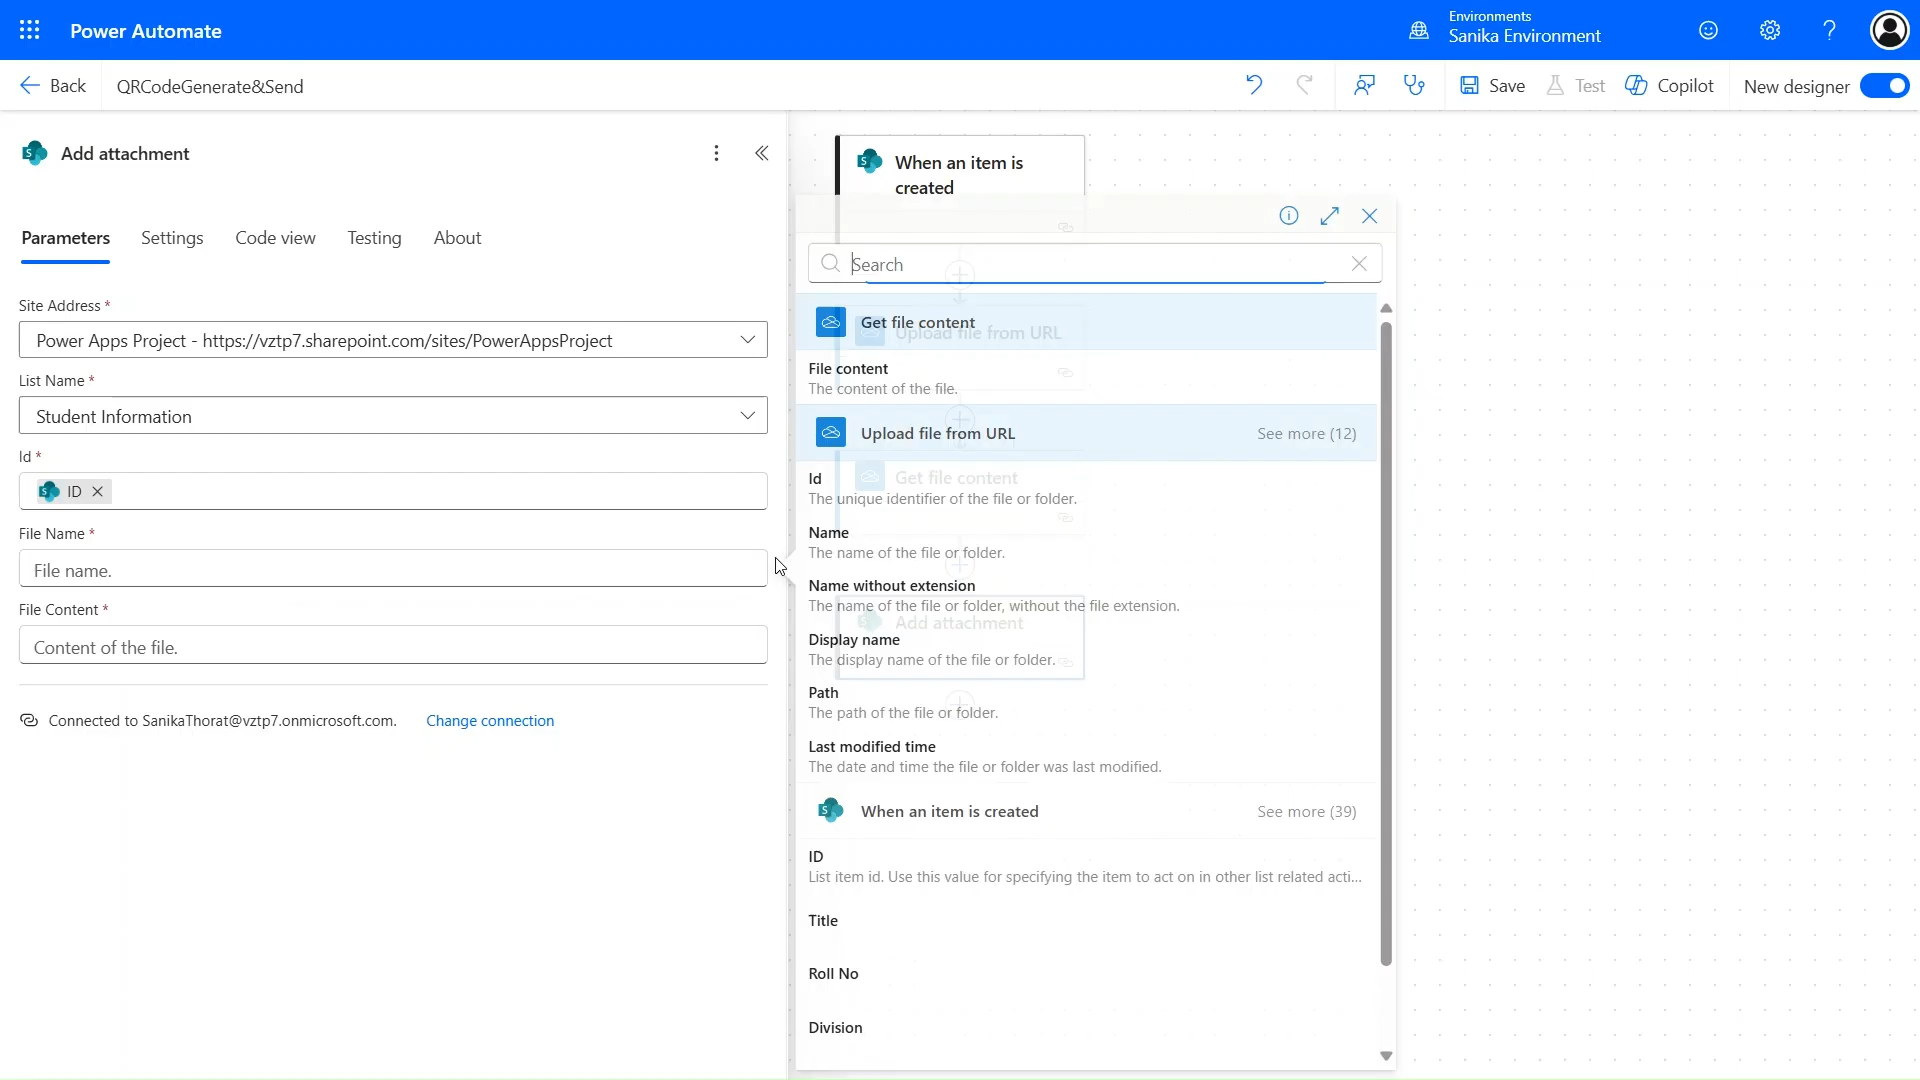 Power Automate
Environments
Sanika Environment
Back
QRCodeGenerate&Send
Save
Test
Copilot
New designer
Add attachment
Parameters
Settings
Code view
Testing
About
Site Address *
Power Apps Project - https://vztp7.sharepoint.com/sites/PowerAppsProject
List Name *
Student Information
Id *
ID
File Name *
File name.
File Content *
Content of the file.
Connected to SanikaThorat@vztp7.onmicrosoft.com.
Change connection
When an item is
created
Search
Get file content
Upload file from URL
File content
The content of the file.
Upload file from URL
See more (12)
Get file content
Id
The unique identifier of the file or folder.
Name
The name of the file or folder.
Name without extension
The name of the file or folder, without the file extension.
Add attachment
Display name
The display name of the file or folder.
Path
The path of the file or folder.
Last modified time
The date and time the file or folder was last modified.
When an item is created
See more (39)
ID
List item id. Use this value for specifying the item to act on in other list related acti...
Title
Roll No
Division